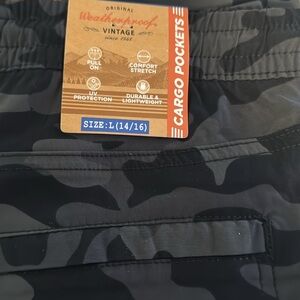 ORIGINAL
Weatherproof
VINTAGE
since 1948
PULL
ON
COMFORT
STRETCH
UV
PROTECTION
DURABLE &
LIGHTWEIGHT
SIZE: L (14/16)
CARGO POCKETS